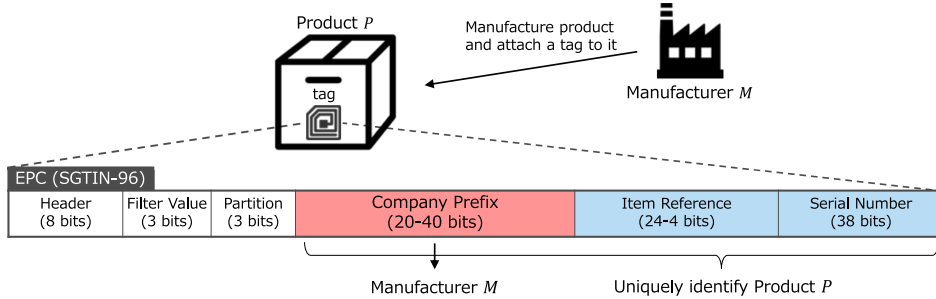 Product P
Manufacture product
and attach a tag to it
tag
Manufacturer M
EPC (SGTIN-96)
Header
(8 bits)
Filter Value
(3 bits)
Partition
(3 bits)
Company Prefix
(20-40 bits)
Item Reference
(24-4 bits)
Serial Number
(38 bits)
Manufacturer M
Uniquely identify Product P